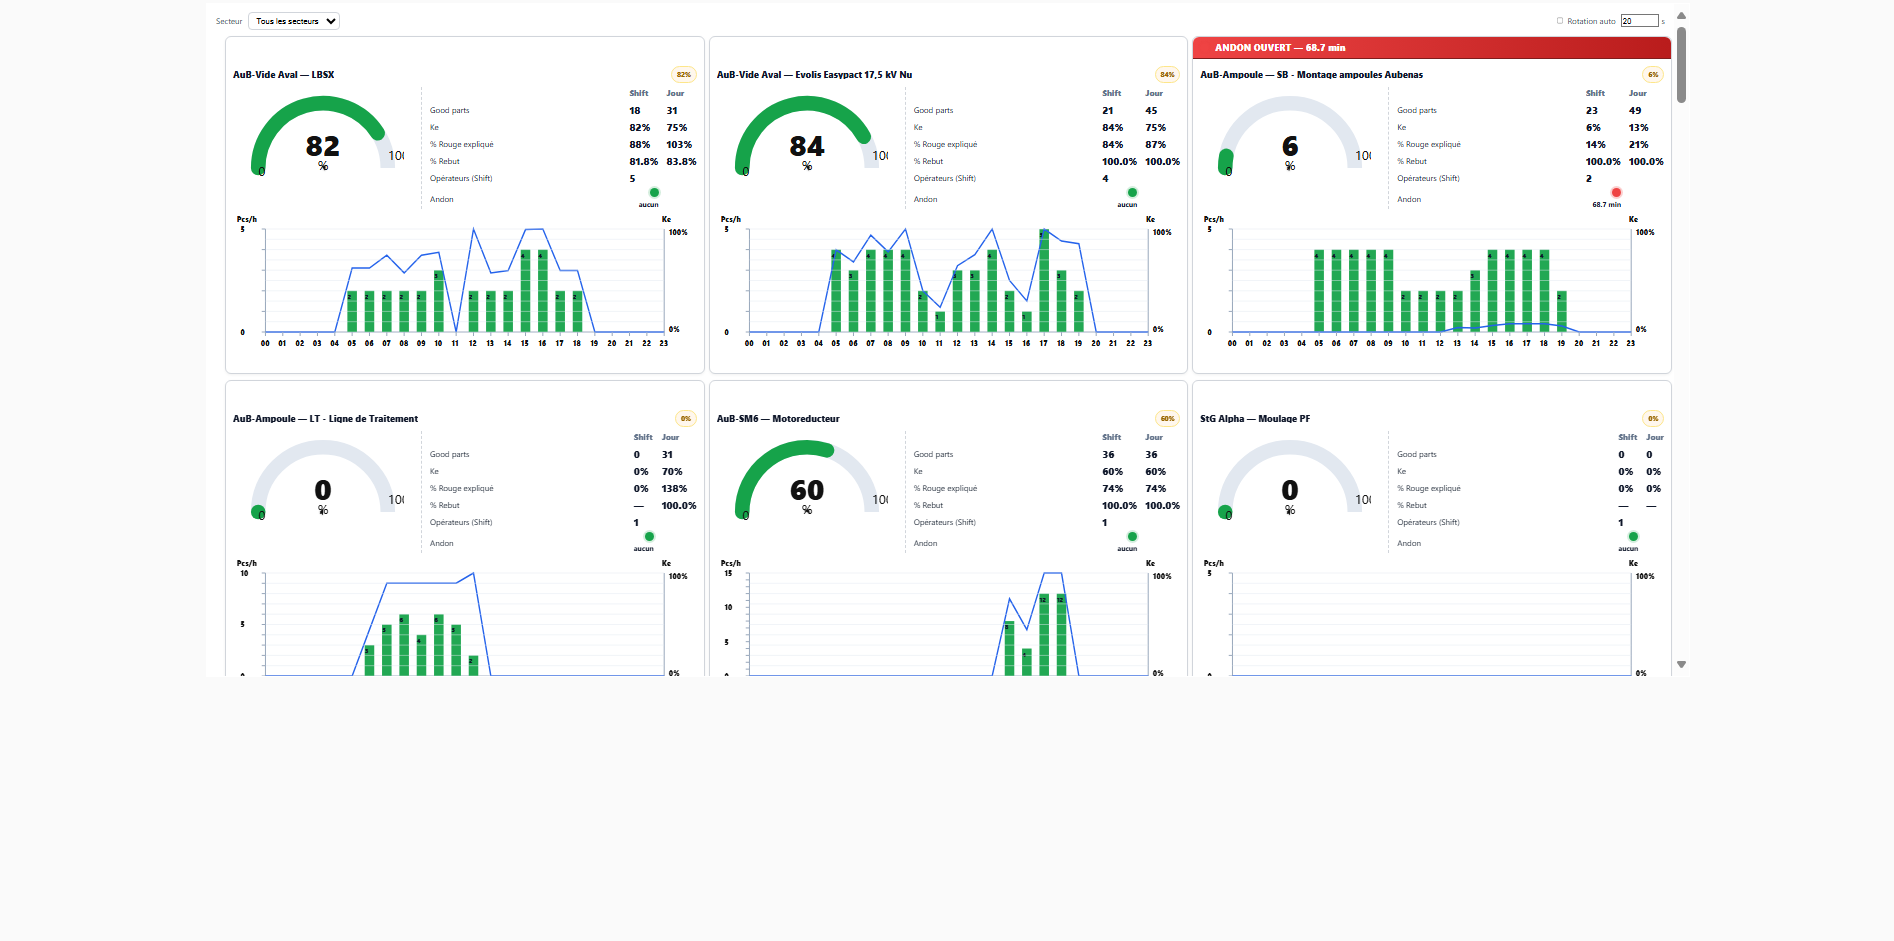 Secteur Tous les secteurs Rotation auto 20 s
AuB-Vide Aval — LBSX 82%
Shift Jour
Good parts 18 31
Ke 82% 75%
% Rouge expliqué 88% 103%
% Rebut 81.8% 83.8%
Opérateurs (Shift) 5
Andon aucun
82
%
0 100
Pcs/h Ke
5 100%
0 0%
2 2 2 2 2 3 2 2 2 4 4 2 2
00 01 02 03 04 05 06 07 08 09 10 11 12 13 14 15 16 17 18 19 20 21 22 23
AuB-Vide Aval — Evolis Easypact 17,5 kV Nu 84%
Shift Jour
Good parts 21 45
Ke 84% 75%
% Rouge expliqué 84% 87%
% Rebut 100.0% 100.0%
Opérateurs (Shift) 4
Andon aucun
84
%
0 100
Pcs/h Ke
5 100%
0 0%
4 3 4 4 4 2 1 3 3 4 2 1 5 3 2
00 01 02 03 04 05 06 07 08 09 10 11 12 13 14 15 16 17 18 19 20 21 22 23
ANDON OUVERT — 68.7 min
AuB-Ampoule — SB - Montage ampoules Aubenas 6%
Shift Jour
Good parts 23 49
Ke 6% 13%
% Rouge expliqué 14% 21%
% Rebut 100.0% 100.0%
Opérateurs (Shift) 2
Andon 68.7 min
6
%
0 100
Pcs/h Ke
5 100%
0 0%
4 4 4 4 4 2 2 2 2 3 4 4 4 4 2
00 01 02 03 04 05 06 07 08 09 10 11 12 13 14 15 16 17 18 19 20 21 22 23
AuB-Ampoule — LT - Ligne de Traitement 0%
Shift Jour
Good parts 0 31
Ke 0% 70%
% Rouge expliqué 0% 138%
% Rebut — 100.0%
Opérateurs (Shift) 1
Andon aucun
0
%
0 100
Pcs/h Ke
10 100%
5
0%
3 5 6 4 6 5 2
AuB-SM6 — Motoreducteur 60%
Shift Jour
Good parts 36 36
Ke 60% 60%
% Rouge expliqué 74% 74%
% Rebut 100.0% 100.0%
Opérateurs (Shift) 1
Andon aucun
60
%
0 100
Pcs/h Ke
15 100%
10
5
0%
8 4 12 12
StG Alpha — Moulage PF 0%
Shift Jour
Good parts 0 0
Ke 0% 0%
% Rouge expliqué 0% 0%
% Rebut — —
Opérateurs (Shift) 1
Andon aucun
0
%
0 100
Pcs/h Ke
5 100%
0%